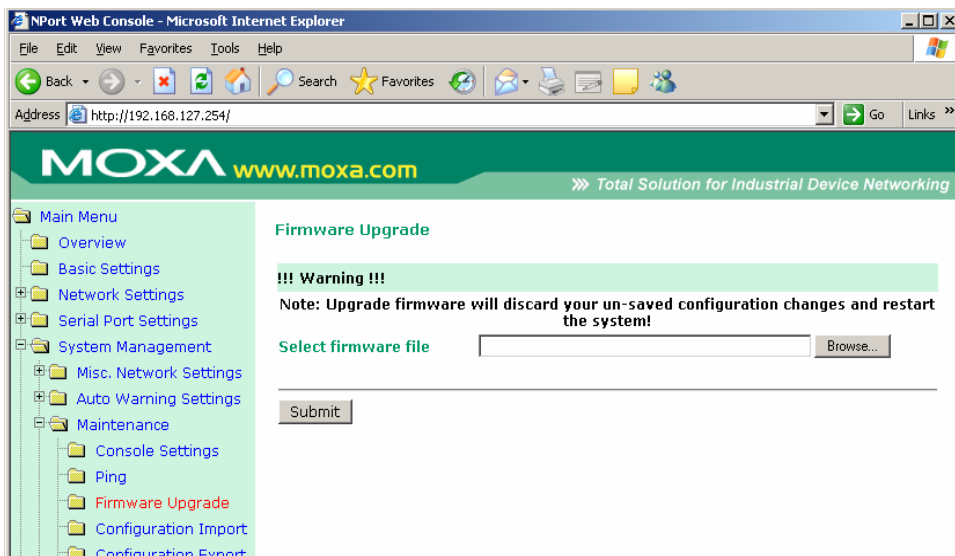 NPort Web Console - Microsoft Internet Explorer
File Edit View Favorites Tools Help
Back Search Favorites
Address http://192.168.127.254/ Go Links »
MOXA www.moxa.com
Total Solution for Industrial Device Networking
Main Menu
Overview
Basic Settings
Network Settings
Serial Port Settings
System Management
Misc. Network Settings
Auto Warning Settings
Maintenance
Console Settings
Ping
Firmware Upgrade
Configuration Import
Configuration Export
Firmware Upgrade
!!! Warning !!!
Note: Upgrade firmware will discard your un-saved configuration changes and restart
the system!
Select firmware file Browse...
Submit